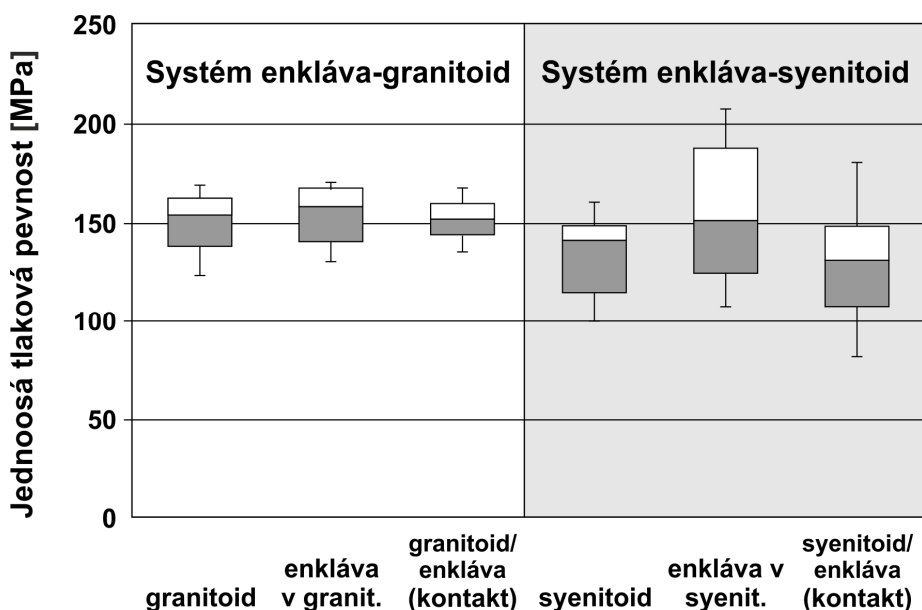 Jednoosá tlaková pevnost [MPa]
250
200
150
100
50
0
Systém enkláva-granitoid
Systém enkláva-syenitoid
granitoid
enkláva
v granit.
granitoid/
enkláva
(kontakt)
syenitoid
enkláva v
syenit.
syenitoid/
enkláva
(kontakt)